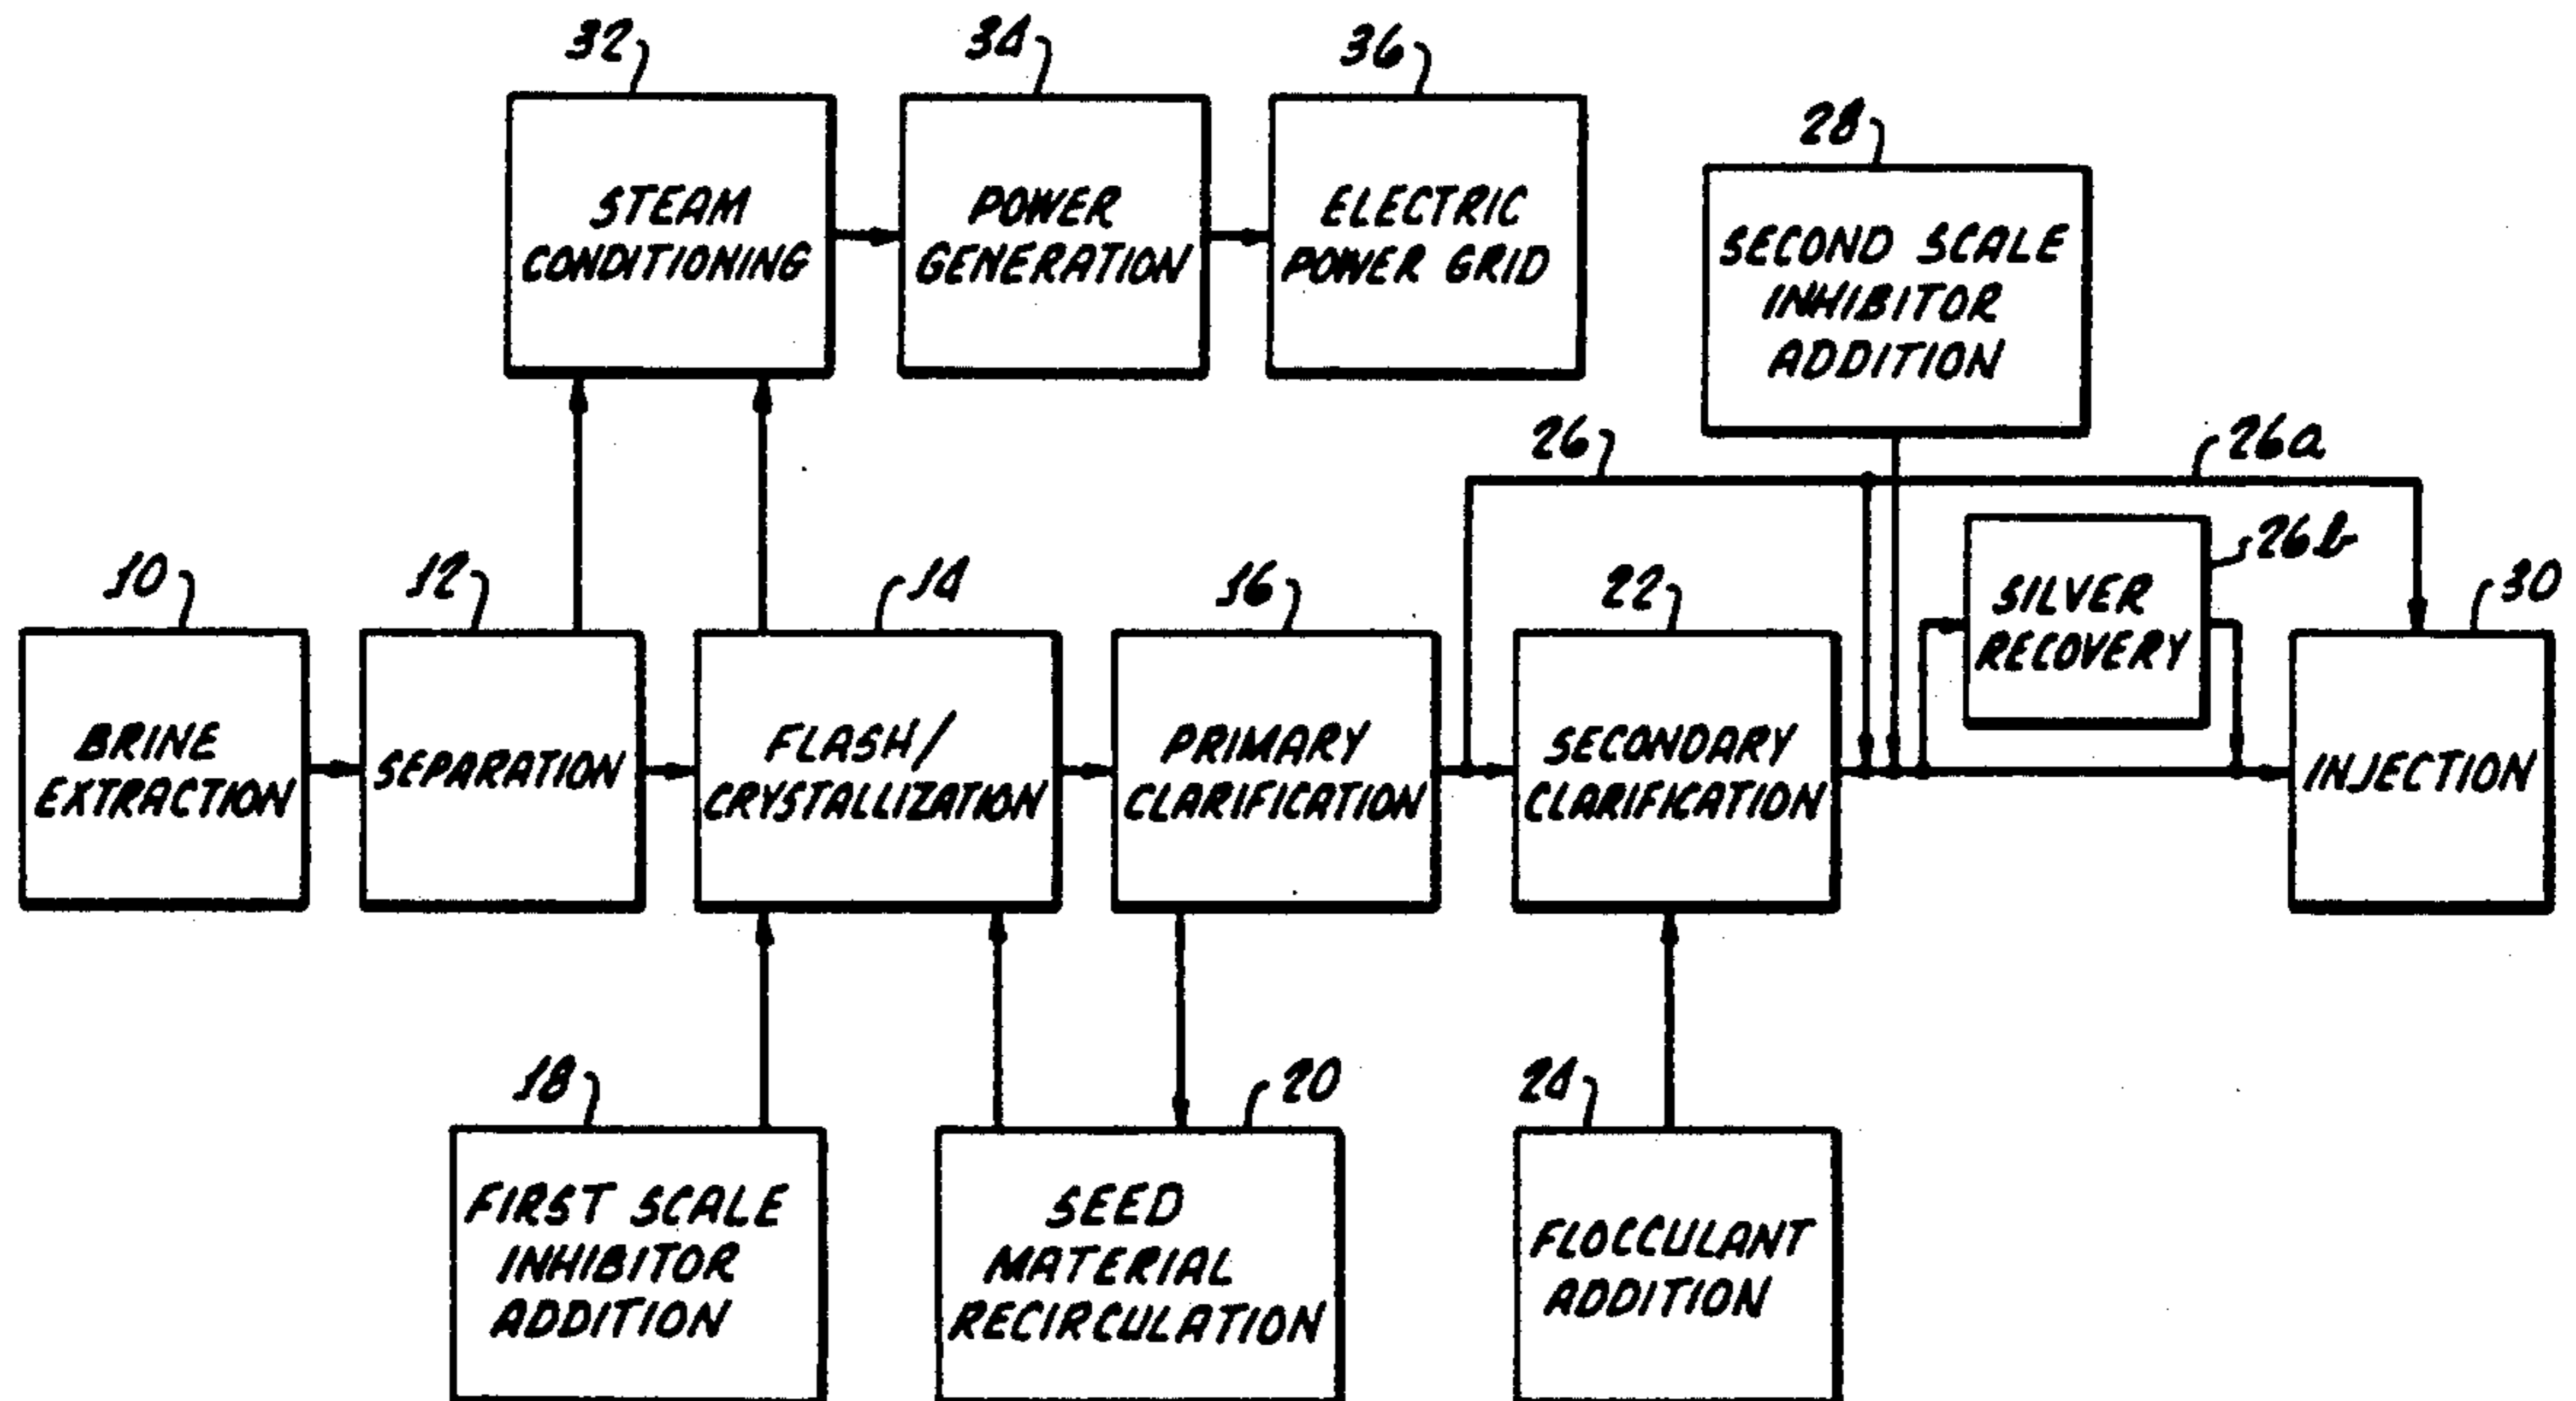 32
34
36
STEAM
CONDITIONING
POWER
GENERATION
ELECTRIC
POWER GRID
28
SECOND SCALE
INHIBITOR
ADDITION
26
26a
26b
SILVER
RECOVERY
10
12
14
16
22
30
BRINE
EXTRACTION
SEPARATION
FLASH/
CRYSTALLIZATION
PRIMARY
CLARIFICATION
SECONDARY
CLARIFICATION
INJECTION
18
20
24
FIRST SCALE
INHIBITOR
ADDITION
SEED
MATERIAL
RECIRCULATION
FLOCCULANT
ADDITION